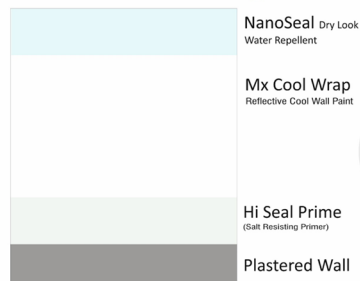 NanoSeal Dry Look
Water Repellent
Mx Cool Wrap
Reflective Cool Wall Paint
Hi Seal Prime
(Salt Resisting Primer)
Plastered Wall